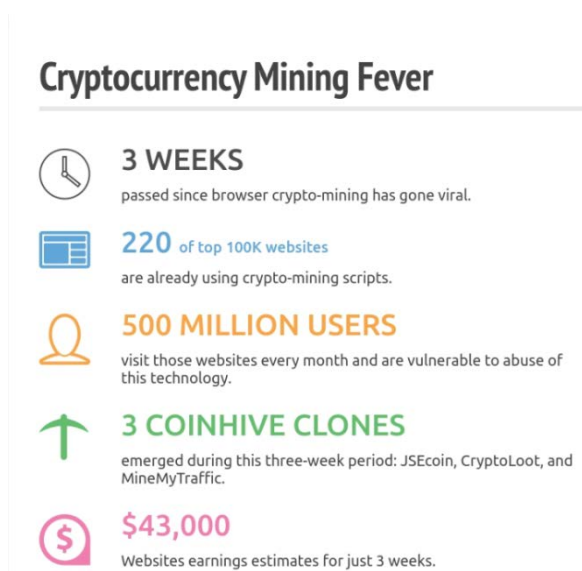 Cryptocurrency Mining Fever
3 WEEKS
passed since browser crypto-mining has gone viral.
220 of top 100K websites
are already using crypto-mining scripts.
500 MILLION USERS
visit those websites every month and are vulnerable to abuse of
this technology.
3 COINHIVE CLONES
emerged during this three-week period: JSEcoin, CryptoLoot, and
MineMyTraffic.
$
$43,000
Websites earnings estimates for just 3 weeks.